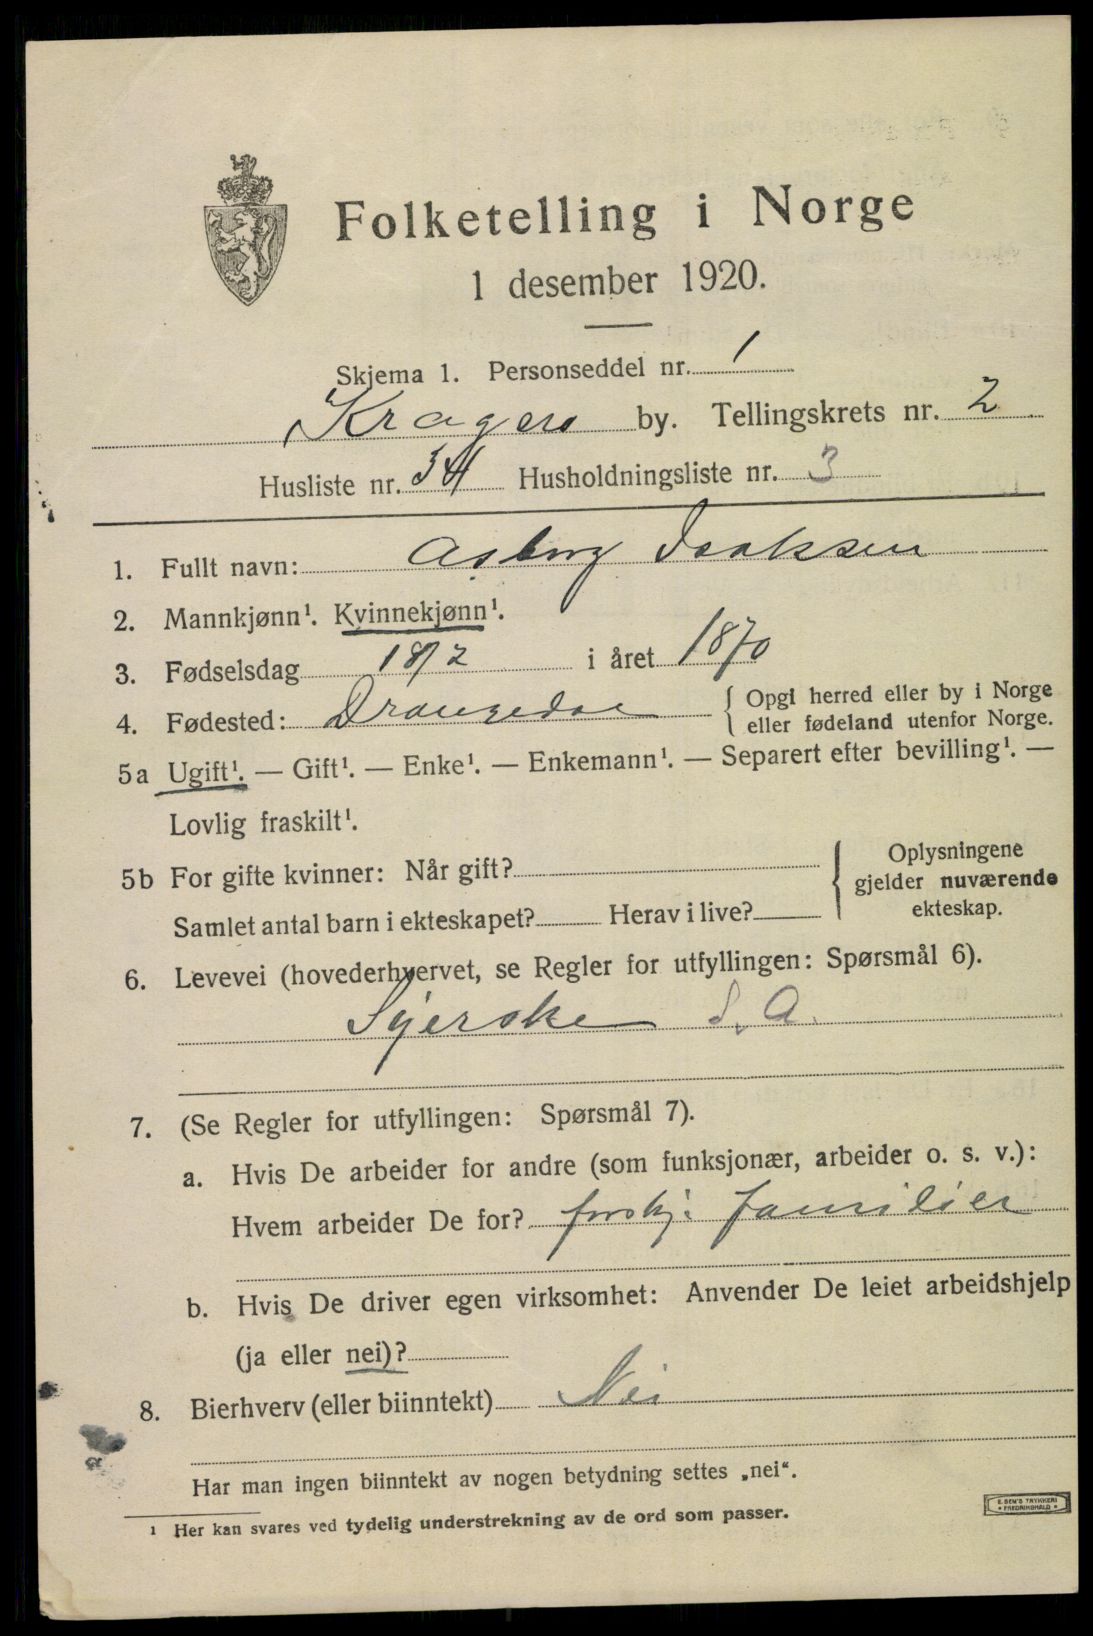 Folketelling i Norge
1 desember 1920.
Skjema 1. Personseddel nr. 1
Kragerø by. Tellingskrets nr. 2
Husliste nr. 54 Husholdningsliste nr. 3
1. Fullt navn: Asborg Isaksen
2. Mannkjønn¹. Kvinnekjønn¹.
3. Fødselsdag 18/2 i året 1870
4. Fødested: Drangedal { Opgi herred eller by i Norge
eller fødeland utenfor Norge.
5a Ugift¹. — Gift¹. — Enke¹. — Enkemann¹. — Separert efter bevilling¹. —
Lovlig fraskilt¹.
5b For gifte kvinner: Når gift? { Oplysningene
gjelder nuværende
ekteskap.
Samlet antal barn i ekteskapet? Herav i live?
6. Levevei (hovederhvervet, se Regler for utfyllingen: Spørsmål 6).
Syerske S. A.
7. (Se Regler for utfyllingen: Spørsmål 7).
a. Hvis De arbeider for andre (som funksjonær, arbeider o. s. v.):
Hvem arbeider De for? forskj. familier
b. Hvis De driver egen virksomhet: Anvender De leiet arbeidshjelp
(ja eller nei)?
8. Bierhverv (eller biinntekt) Nei
Har man ingen biinntekt av nogen betydning settes „nei“.
¹ Her kan svares ved tydelig understrekning av de ord som passer.
E. SEM'S TRYKKERI
FREDRIKSHALD